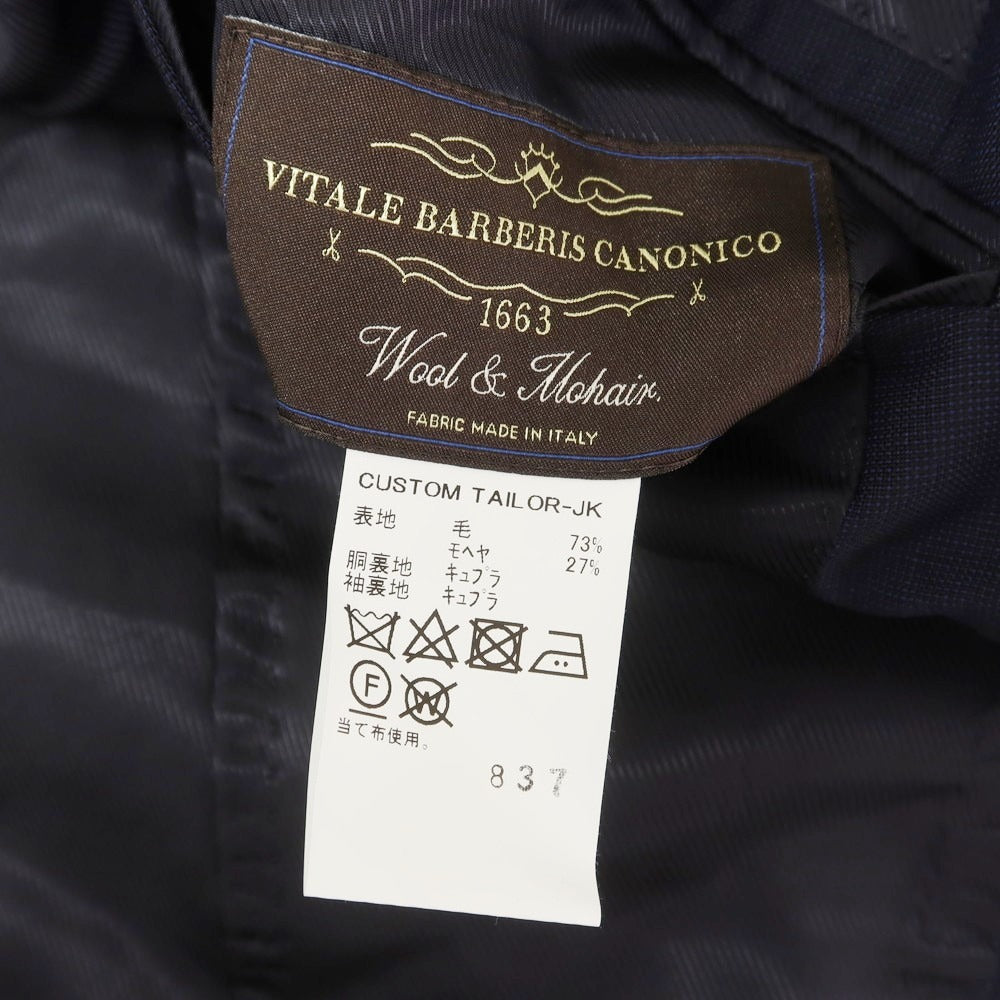 VITALE BARBERIS CANONICO
1663
Wool & Mohair.
FABRIC MADE IN ITALY
CUSTOM TAILOR-JK
表地 毛 73%
モヘヤ 27%
胴裏地 キュプラ
袖裏地 キュプラ
F W
当て布使用。
837